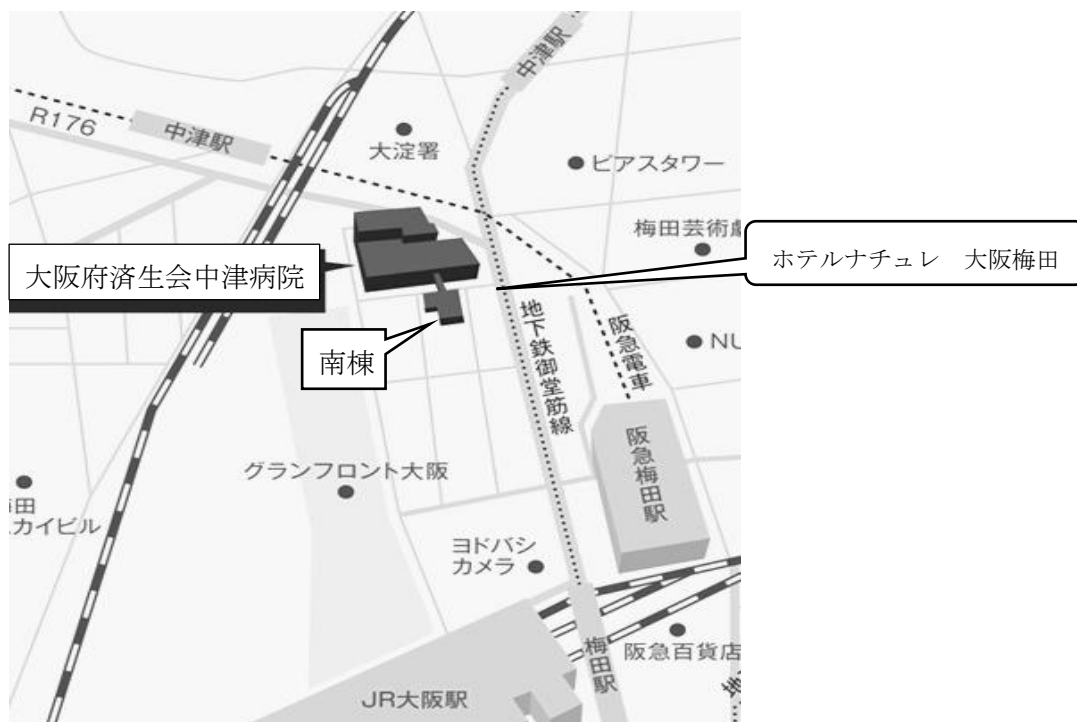 中津駅
R176
中津駅
大淀署
ピアスタワー
梅田芸術劇
大阪府済生会中津病院
ホテルナチュレ 大阪梅田
南棟
地下鉄御堂筋線
阪急電車
NU
阪急梅田駅
グランフロント大阪
梅田
スカイビル
ヨドバシ
カメラ
梅田駅
阪急百貨店
JR大阪駅
地